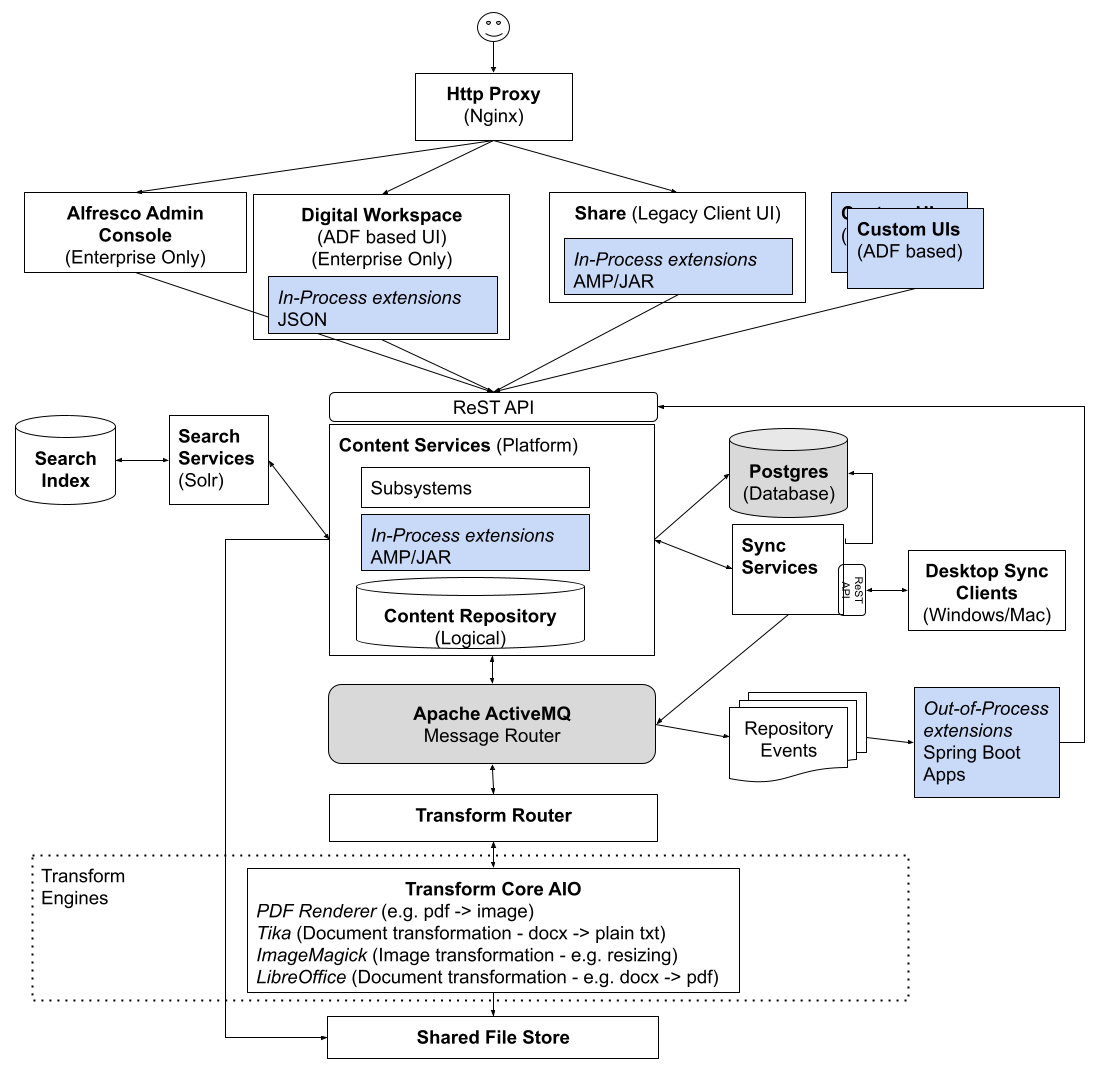 Http Proxy
(Nginx)
Alfresco Admin
Console
(Enterprise Only)
Digital Workspace
(ADF based UI)
(Enterprise Only)
In-Process extensions
JSON
Share (Legacy Client UI)
In-Process extensions
AMP/JAR
Custom UIs
(ADF based)
ReST API
Content Services (Platform)
Subsystems
In-Process extensions
AMP/JAR
Content Repository
(Logical)
Search
Index
Search
Services
(Solr)
Postgres
(Database)
Sync
Services
ReST
API
Desktop Sync
Clients
(Windows/Mac)
Apache ActiveMQ
Message Router
Repository
Events
Out-of-Process
extensions
Spring Boot
Apps
Transform Router
Transform
Engines
Transform Core AIO
PDF Renderer (e.g. pdf -> image)
Tika (Document transformation - docx -> plain txt)
ImageMagick (Image transformation - e.g. resizing)
LibreOffice (Document transformation - e.g. docx -> pdf)
Shared File Store